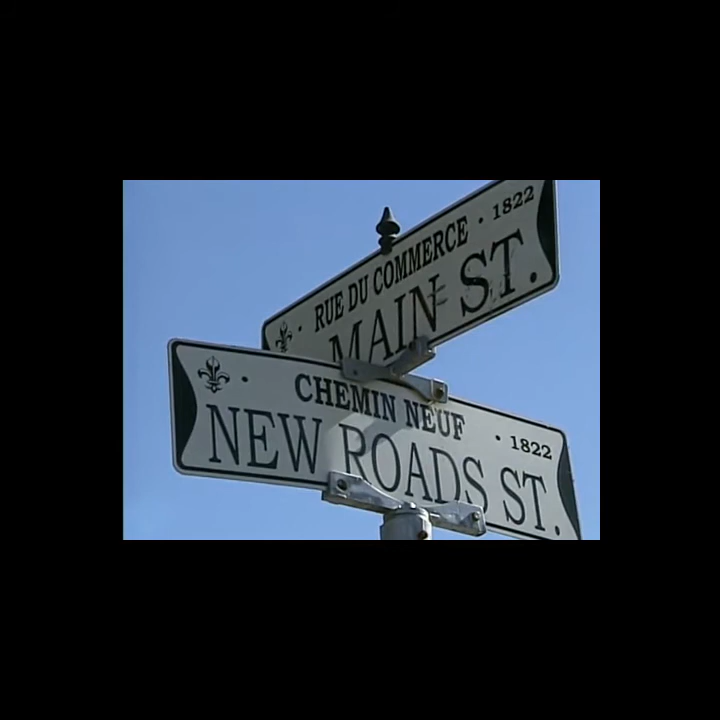 RUE DU COMMERCE · 1822
MAIN ST.
CHEMIN NEUF · 1822
NEW ROADS ST.